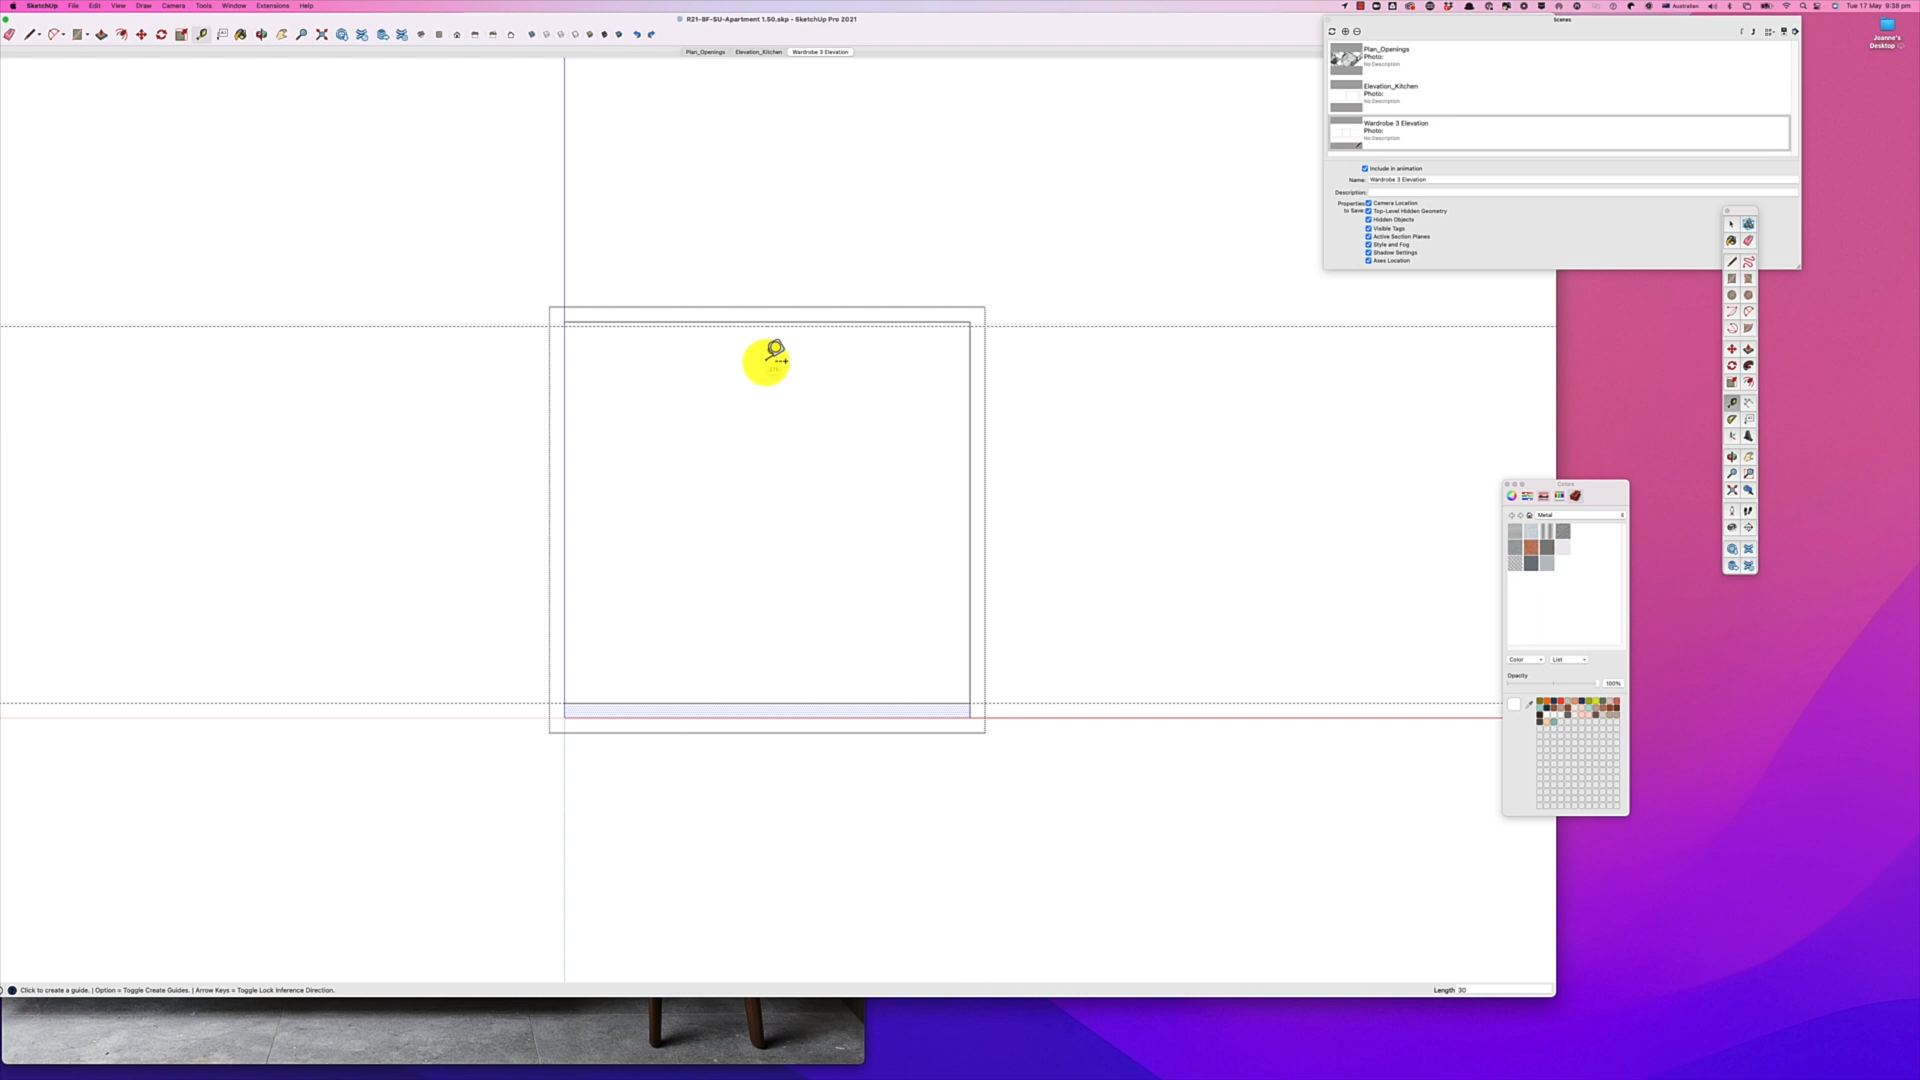 SketchUp File Edit View Draw Camera Tools Window Extensions Help
Australian Tue 17 May 9:38 pm
R21-BF-SU-Apartment 1.50.skp - SketchUp Pro 2021
Plan_Openings Elevation_Kitchen Wardrobe 3 Elevation
Scenes
Plan_Openings
Photo:
No Description
Elevation_Kitchen
Photo:
No Description
Wardrobe 3 Elevation
Photo:
No Description
Include in animation
Name: Wardrobe 3 Elevation
Description:
Properties to Save:
Camera Location
Top-Level Hidden Geometry
Hidden Objects
Visible Tags
Active Section Planes
Style and Fog
Shadow Settings
Axes Location
Joanne's
Desktop
Colors
Metal
Color List
Opacity
100%
Click to create a guide. | Option = Toggle Create Guides. | Arrow Keys = Toggle Lock Inference Direction.
Length 30